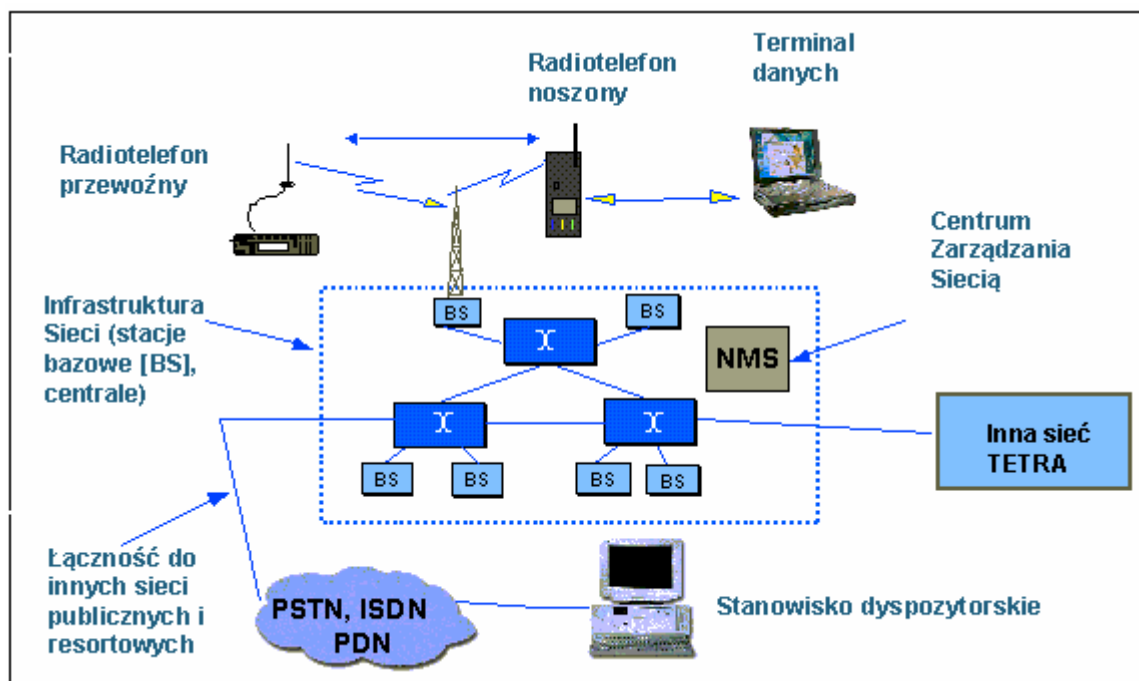 Terminal
danych
Radiotelefon
noszony
Radiotelefon
przewoźny
Centrum
Zarządzania
Siecią
Infrastruktura
Sieci (stacje
bazowe [BS],
centrale)
BS
BS
NMS
BS
BS
BS
BS
Inna sieć
TETRA
Łączność do
innych sieci
publicznych i
resortowych
PSTN, ISDN
PDN
Stanowisko dyspozytorskie